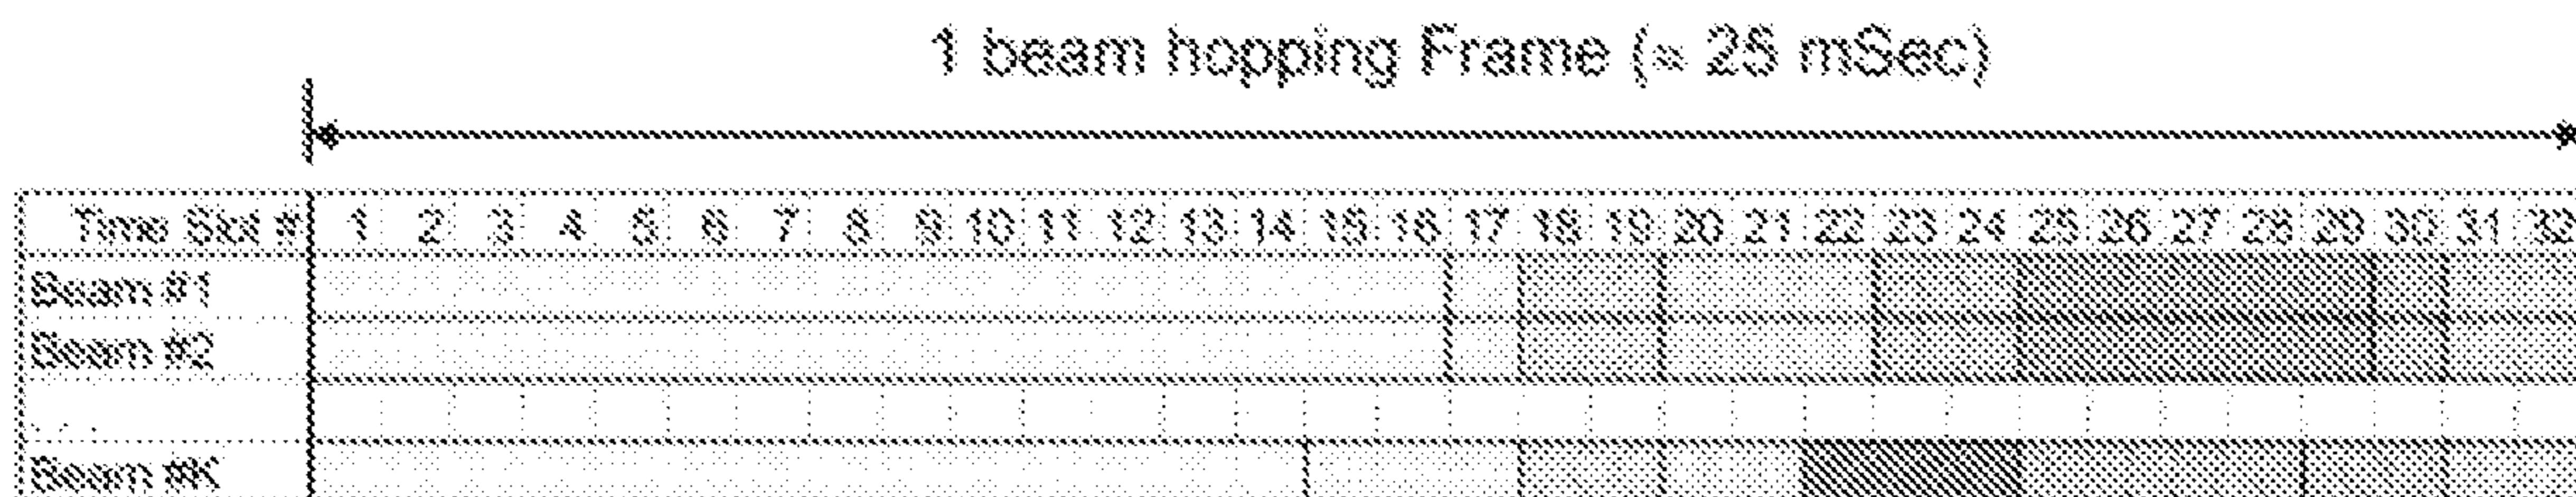 1 beam hopping Frame (≈ 25 mSec)
Time Slot # 1 2 3 4 5 6 7 8 9 10 11 12 13 14 15 16 17 18 19 20 21 22 23 24 25 26 27 28 29 30 31 32
Beam #1
Beam #2
. . .
Beam #K